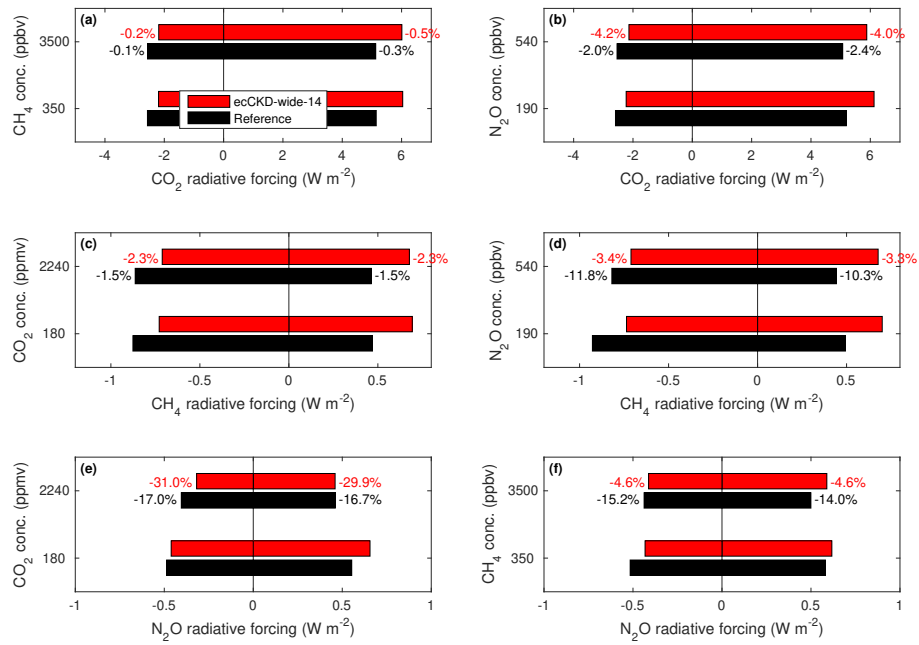 (a)
-0.2%
-0.5%
-0.1%
-0.3%
3500
350
CH4 conc. (ppbv)
ecCKD-wide-14
Reference
-4 -2 0 2 4 6
CO2 radiative forcing (W m-2)
(b)
-4.2%
-4.0%
-2.0%
-2.4%
540
190
N2O conc. (ppbv)
-4 -2 0 2 4 6
CO2 radiative forcing (W m-2)
(c)
-2.3%
-2.3%
-1.5%
-1.5%
2240
180
CO2 conc. (ppmv)
-1 -0.5 0 0.5
CH4 radiative forcing (W m-2)
(d)
-3.4%
-3.3%
-11.8%
-10.3%
540
190
N2O conc. (ppbv)
-1 -0.5 0 0.5
CH4 radiative forcing (W m-2)
(e)
-31.0%
-29.9%
-17.0%
-16.7%
2240
180
CO2 conc. (ppmv)
-1 -0.5 0 0.5 1
N2O radiative forcing (W m-2)
(f)
-4.6%
-4.6%
-15.2%
-14.0%
3500
350
CH4 conc. (ppbv)
-1 -0.5 0 0.5 1
N2O radiative forcing (W m-2)